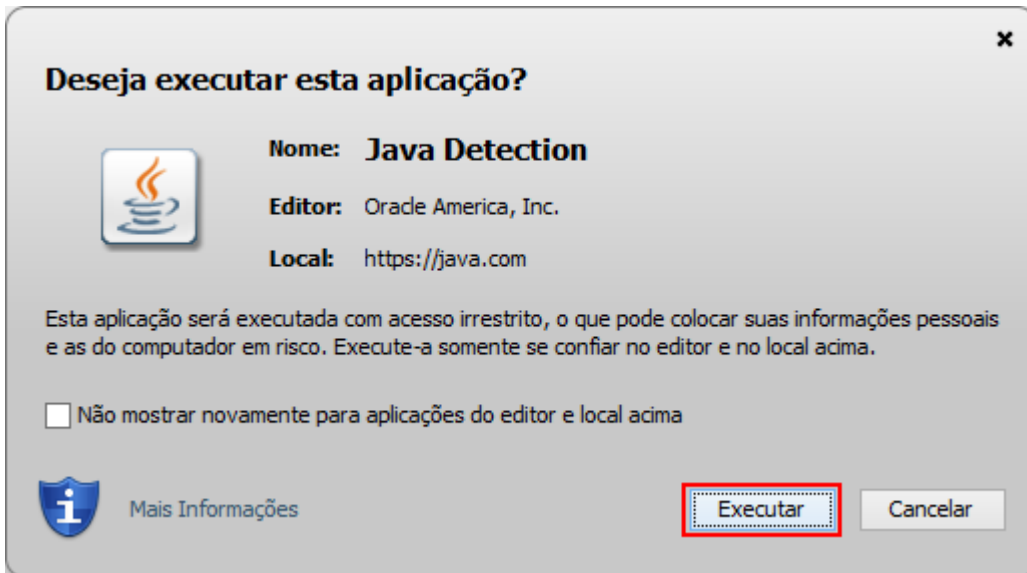 Deseja executar esta aplicação?
Nome: Java Detection
Editor: Oracle America, Inc.
Local: https://java.com
Esta aplicação será executada com acesso irrestrito, o que pode colocar suas informações pessoais
e as do computador em risco. Execute-a somente se confiar no editor e no local acima.
Não mostrar novamente para aplicações do editor e local acima
Mais Informações
Executar
Cancelar